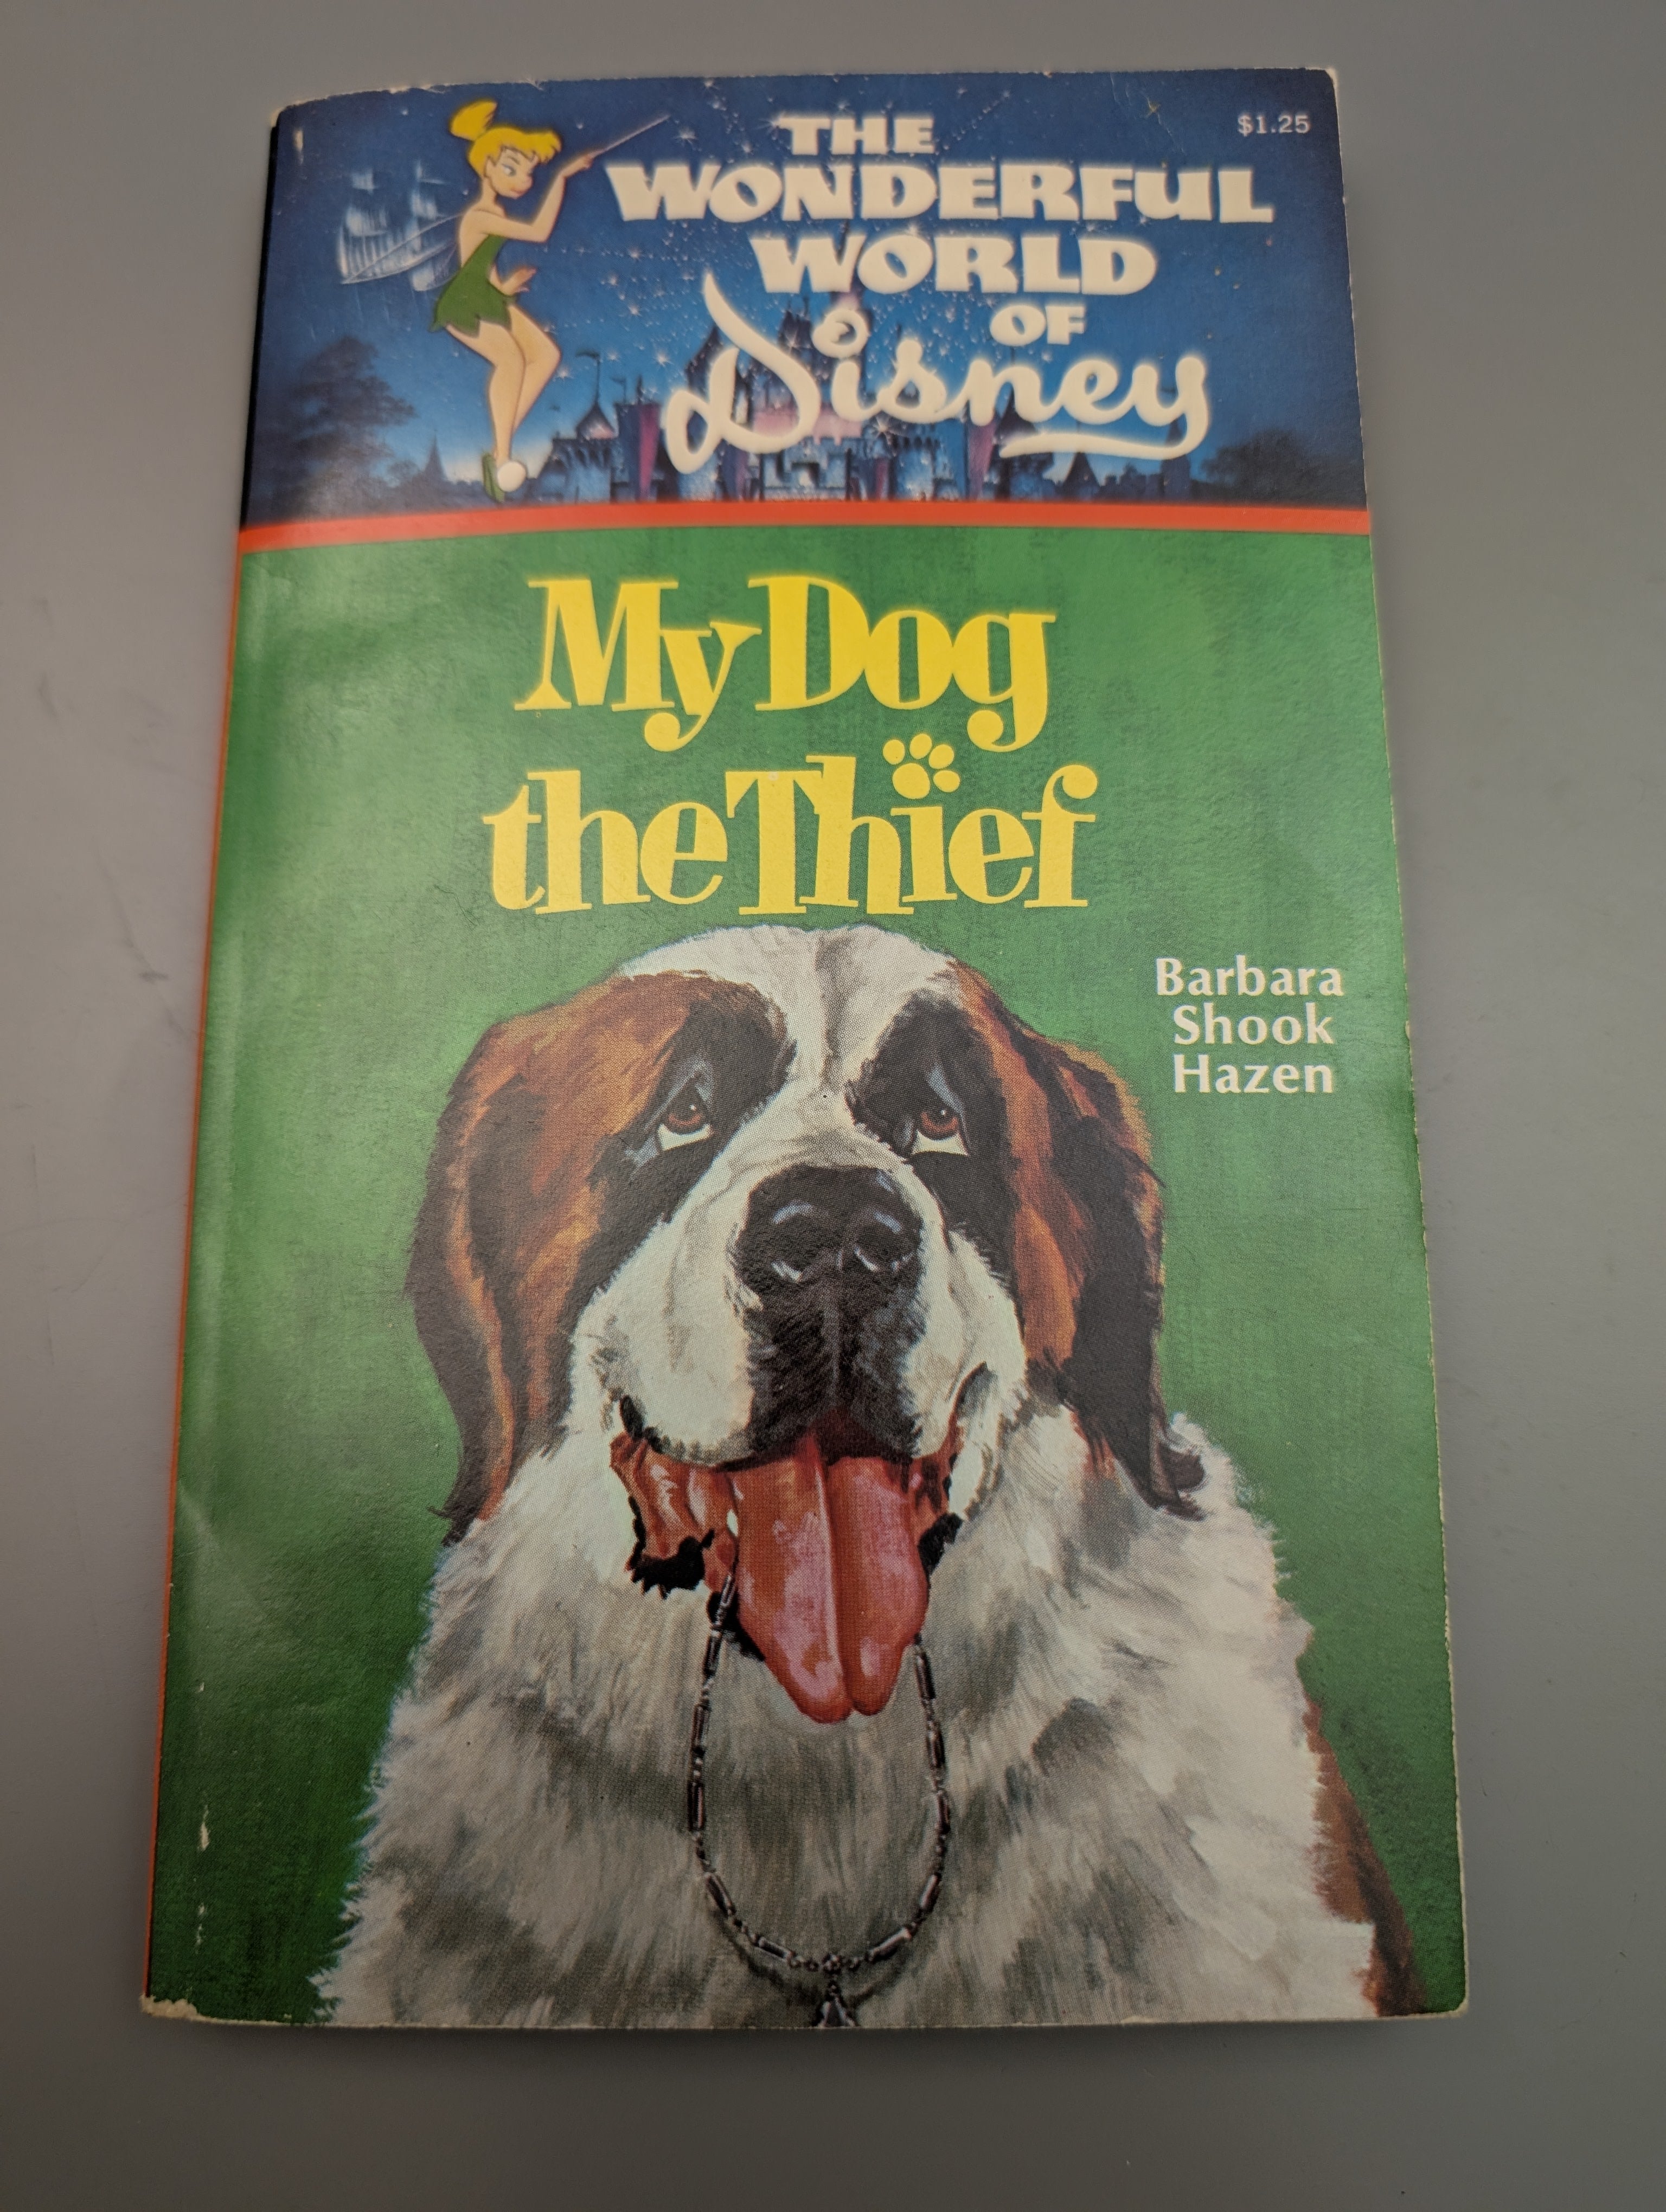 $1.25
THE
WONDERFUL
WORLD
OF
Disney
My Dog
the Thief
Barbara
Shook
Hazen